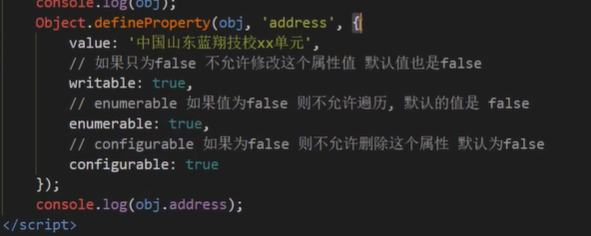 console.log(obj);
Object.defineProperty(obj, 'address', {
value: '中国山东蓝翔技校xx单元',
// 如果只为false 不允许修改这个属性值 默认值也是false
writable: true,
// enumerable 如果值为false 则不允许遍历, 默认的值是 false
enumerable: true,
// configurable 如果为false 则不允许删除这个属性 默认为false
configurable: true
});
console.log(obj.address);
</script>